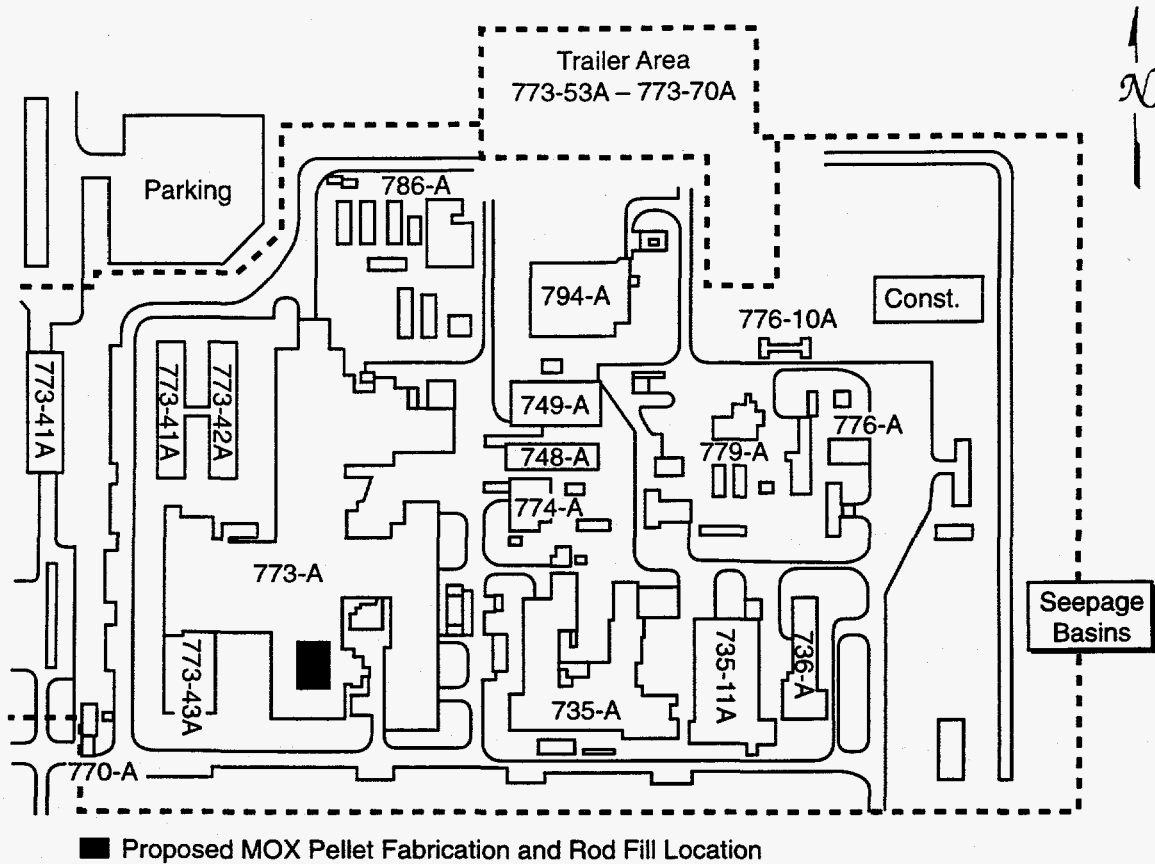 Trailer Area
773-53A – 773-70A
N
Parking
786-A
794-A
Const.
776-10A
773-41A
773-41A
773-42A
749-A
748-A
774-A
779-A
776-A
773-A
Seepage
Basins
773-43A
735-A
735-11A
736-A
770-A
Proposed MOX Pellet Fabrication and Rod Fill Location